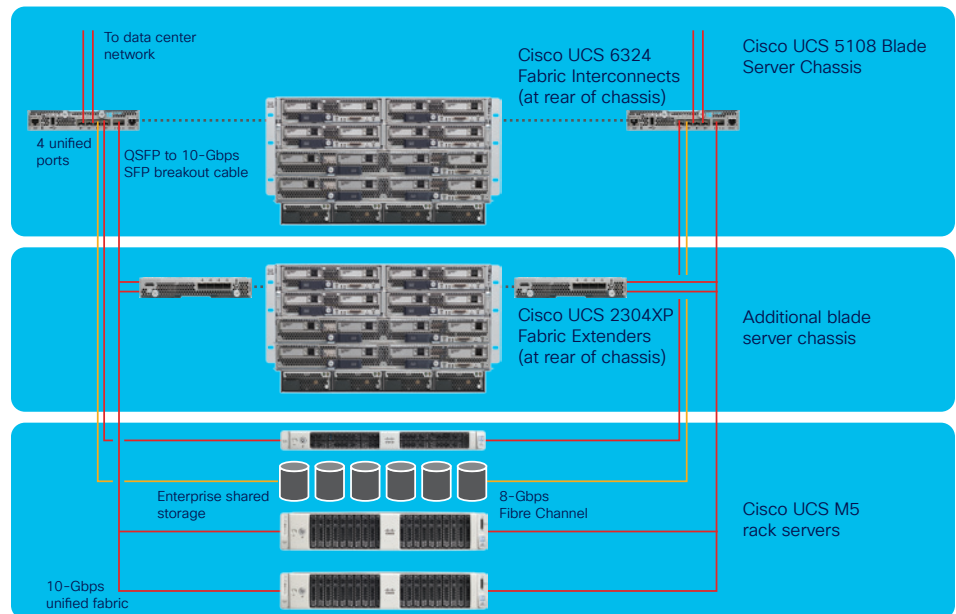 To data center
network
Cisco UCS 6324
Fabric Interconnects
(at rear of chassis)
Cisco UCS 5108 Blade
Server Chassis
4 unified
ports
QSFP to 10-Gbps
SFP breakout cable
Cisco UCS 2304XP
Fabric Extenders
(at rear of chassis)
Additional blade
server chassis
Enterprise shared
storage
8-Gbps
Fibre Channel
Cisco UCS M5
rack servers
10-Gbps
unified fabric